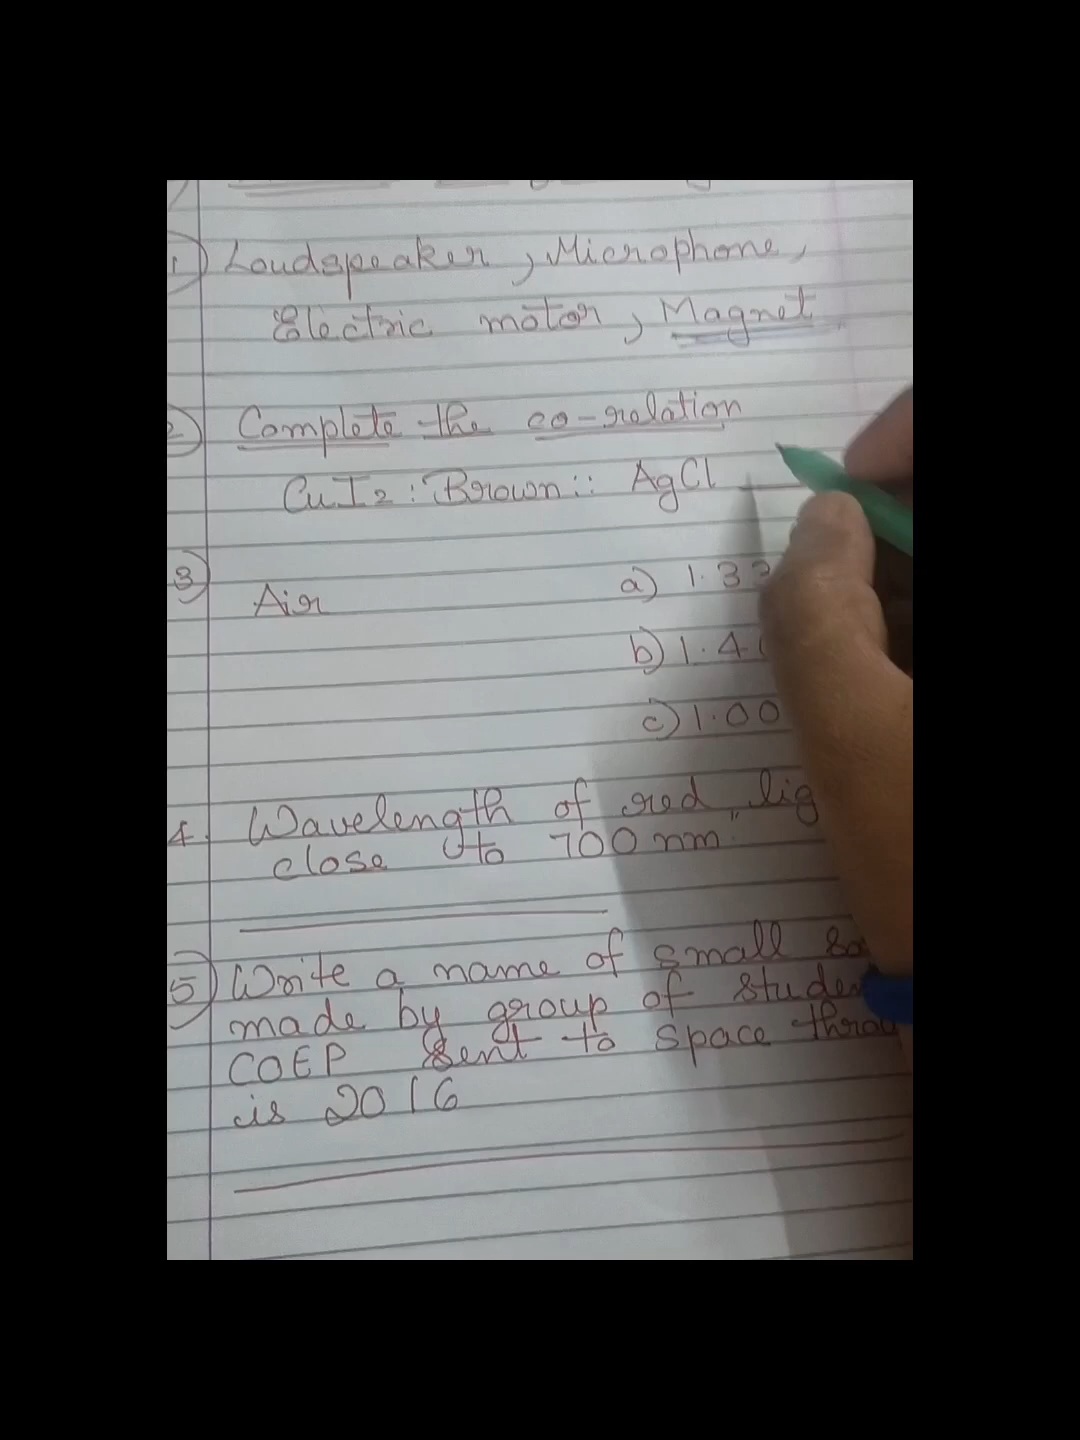 1) Loudspeaker, Microphone,
Electric motor, Magnet
2) Complete the co-relation
CuI2 : Brown :: AgCl
3) Air
a) 1.33
b) 1.4
c) 1.00
4. Wavelength of red
close to 700 nm"
5) Write a name of small
made by group of
COEP sent to space
is 2016